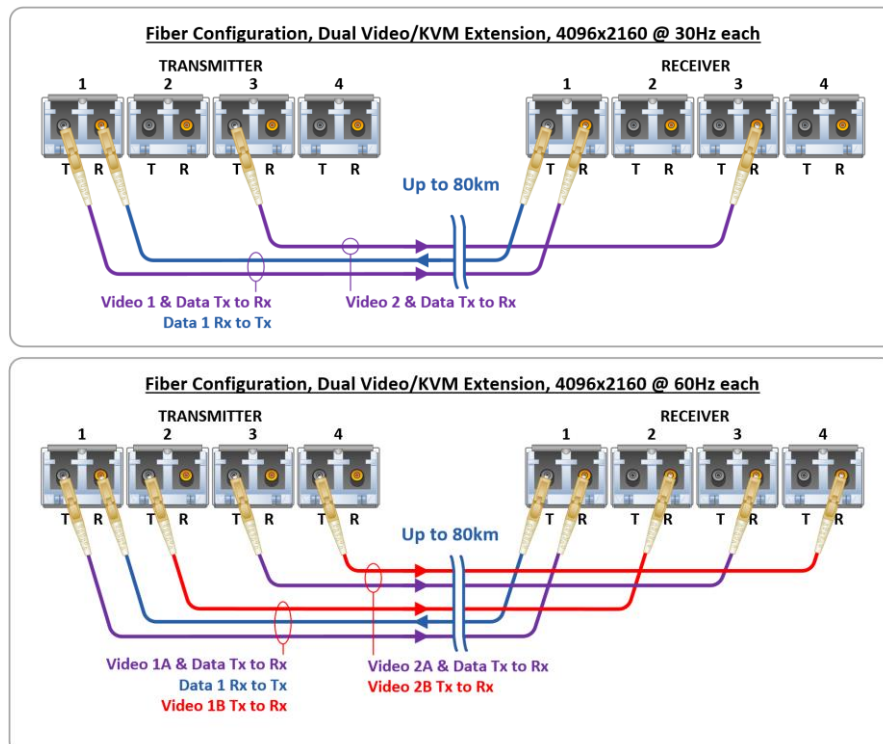 Fiber Configuration, Dual Video/KVM Extension, 4096x2160 @ 30Hz each
TRANSMITTER RECEIVER
1 2 3 4 1 2 3 4
T R T R T R T R T R T R T R T R
Up to 80km
Video 1 & Data Tx to Rx Video 2 & Data Tx to Rx
Data 1 Rx to Tx
Fiber Configuration, Dual Video/KVM Extension, 4096x2160 @ 60Hz each
TRANSMITTER RECEIVER
1 2 3 4 1 2 3 4
T R T R T R T R T R T R T R T R
Up to 80km
Video 1A & Data Tx to Rx Video 2A & Data Tx to Rx
Data 1 Rx to Tx Video 2B Tx to Rx
Video 1B Tx to Rx